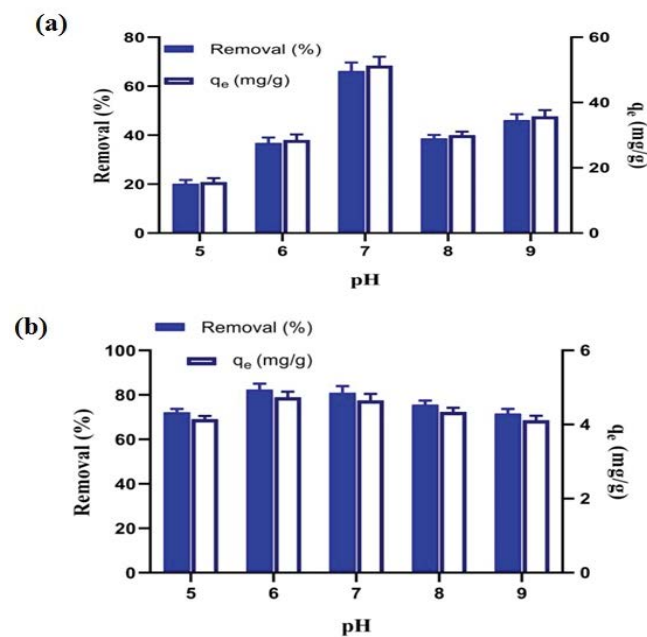 (a)
Removal (%)
qe (mg/g)
80
60
40
20
0
Removal (%)
60
40
20
0
qe (mg/g)
5 6 7 8 9
pH
(b)
Removal (%)
qe (mg/g)
100
80
60
40
20
0
Removal (%)
6
4
2
0
qe (mg/g)
5 6 7 8 9
pH